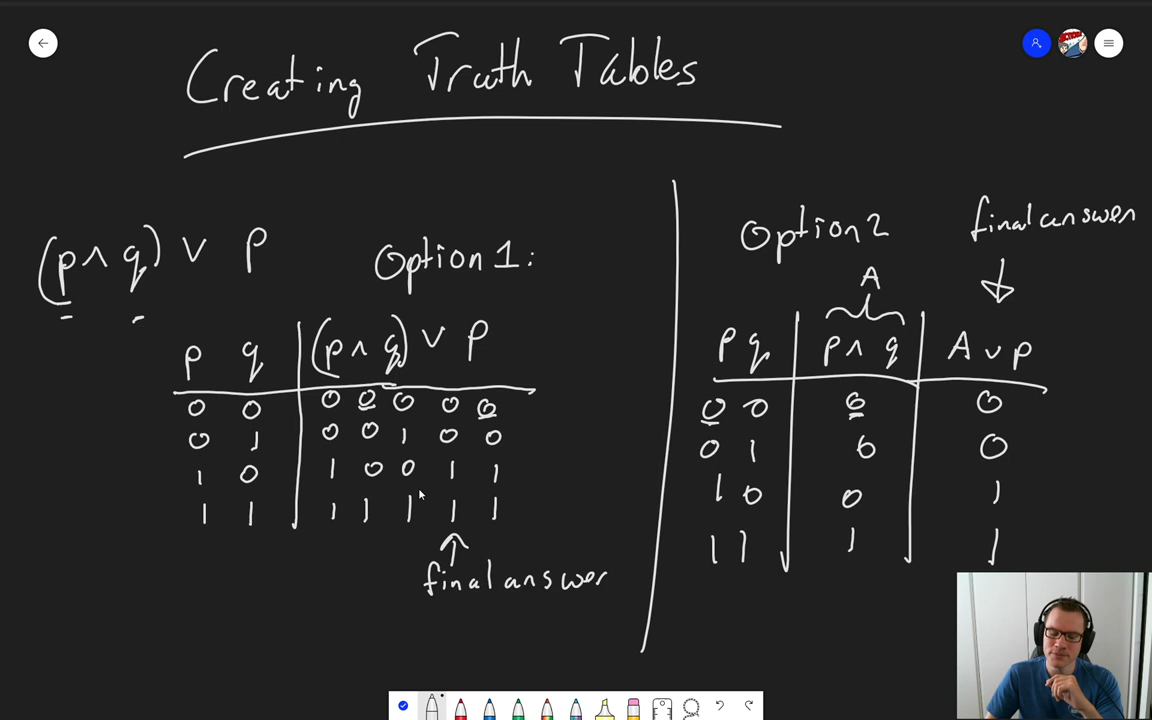 Creating Truth Tables
(p ∧ q) ∨ p
Option 1:
p q (p ∧ q) ∨ p
0 0 0 0 0 0 0
0 1 0 0 1 0 0
1 0 1 0 0 1 1
1 1 1 1 1 1 1
final answer
Option 2
final answer
A
p q p ∧ q A ∨ p
0 0 0 0
0 1 0 0
1 0 0 1
1 1 1 1